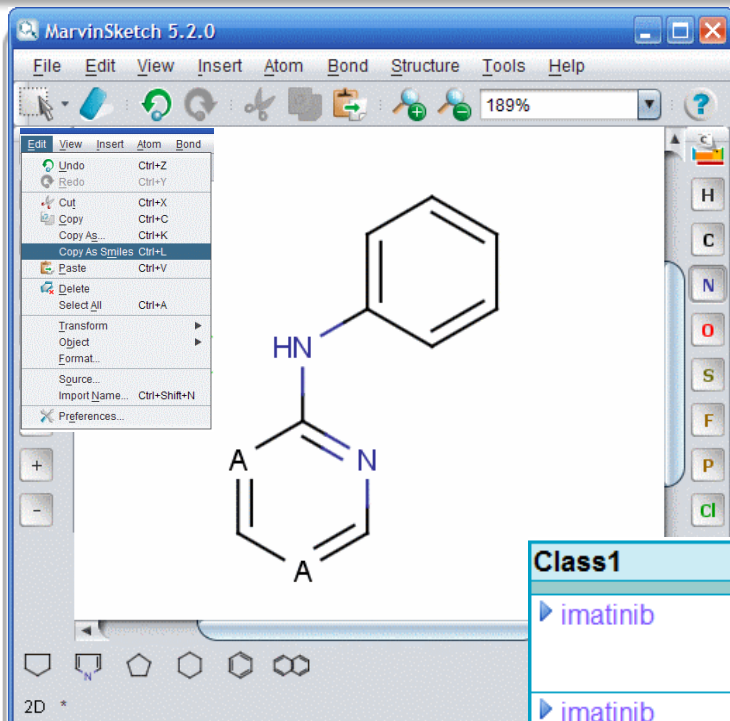 MarvinSketch 5.2.0
File Edit View Insert Atom Bond Structure Tools Help
189%
?
Edit View Insert Atom Bond
Undo Ctrl+Z
Redo Ctrl+Y
Cut Ctrl+X
Copy Ctrl+C
Copy As... Ctrl+K
Copy As Smiles Ctrl+L
Paste Ctrl+V
Delete
Select All Ctrl+A
Transform
Object
Format...
Source...
Import Name... Ctrl+Shift+N
Preferences...
HN
A
N
A
C
H
C
N
O
S
F
P
Cl
+
-
N
2D *
Class1
imatinib
imatinib